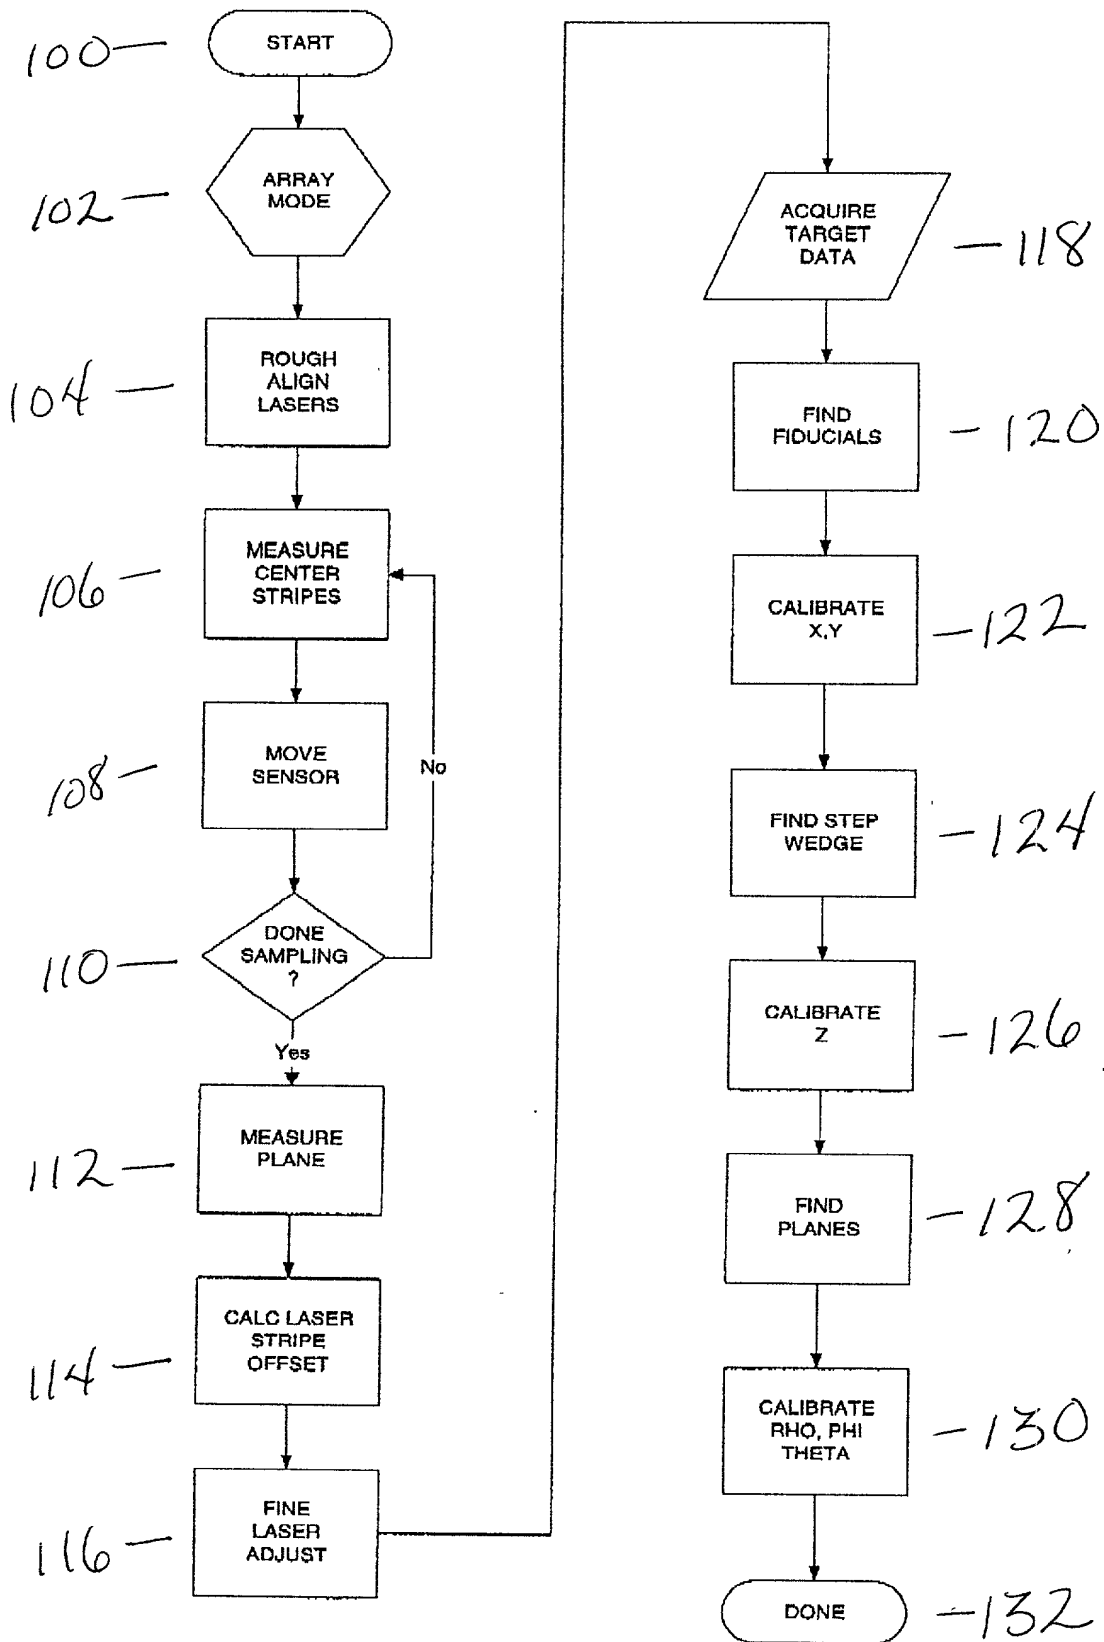 100
START
102
ARRAY
MODE
104
ROUGH
ALIGN
LASERS
106
MEASURE
CENTER
STRIPES
108
MOVE
SENSOR
No
110
DONE
SAMPLING
?
Yes
112
MEASURE
PLANE
114
CALC LASER
STRIPE
OFFSET
116
FINE
LASER
ADJUST
ACQUIRE
TARGET
DATA
118
FIND
FIDUCIALS
120
CALIBRATE
X,Y
122
FIND STEP
WEDGE
124
CALIBRATE
Z
126
FIND
PLANES
128
CALIBRATE
RHO, PHI
THETA
130
DONE
132